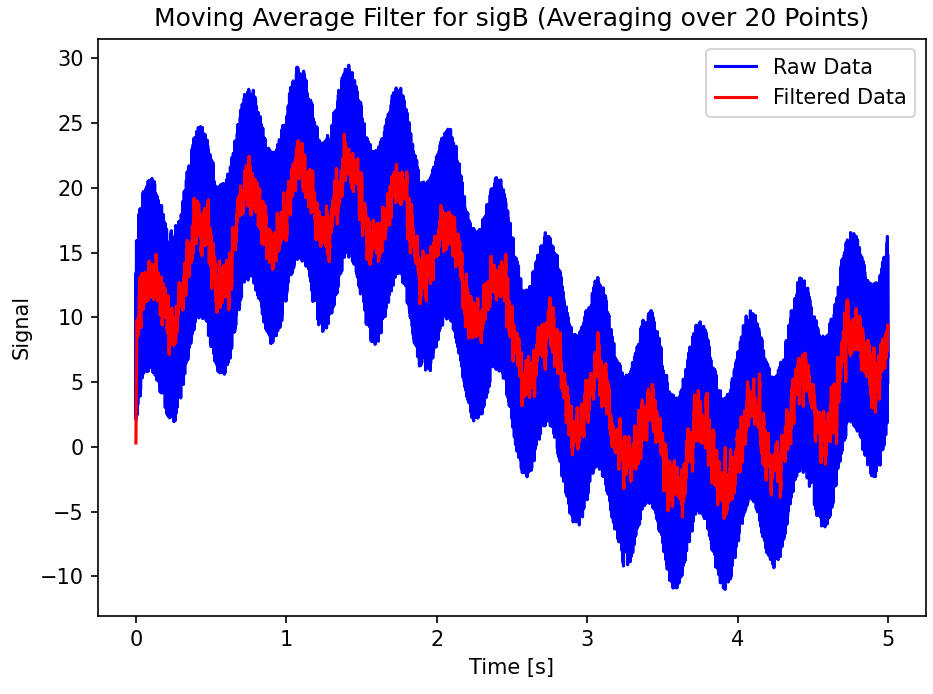 Moving Average Filter for sigB (Averaging over 20 Points)
Raw Data
Filtered Data
30
25
20
15
10
5
0
−5
−10
Signal
0 1 2 3 4 5
Time [s]